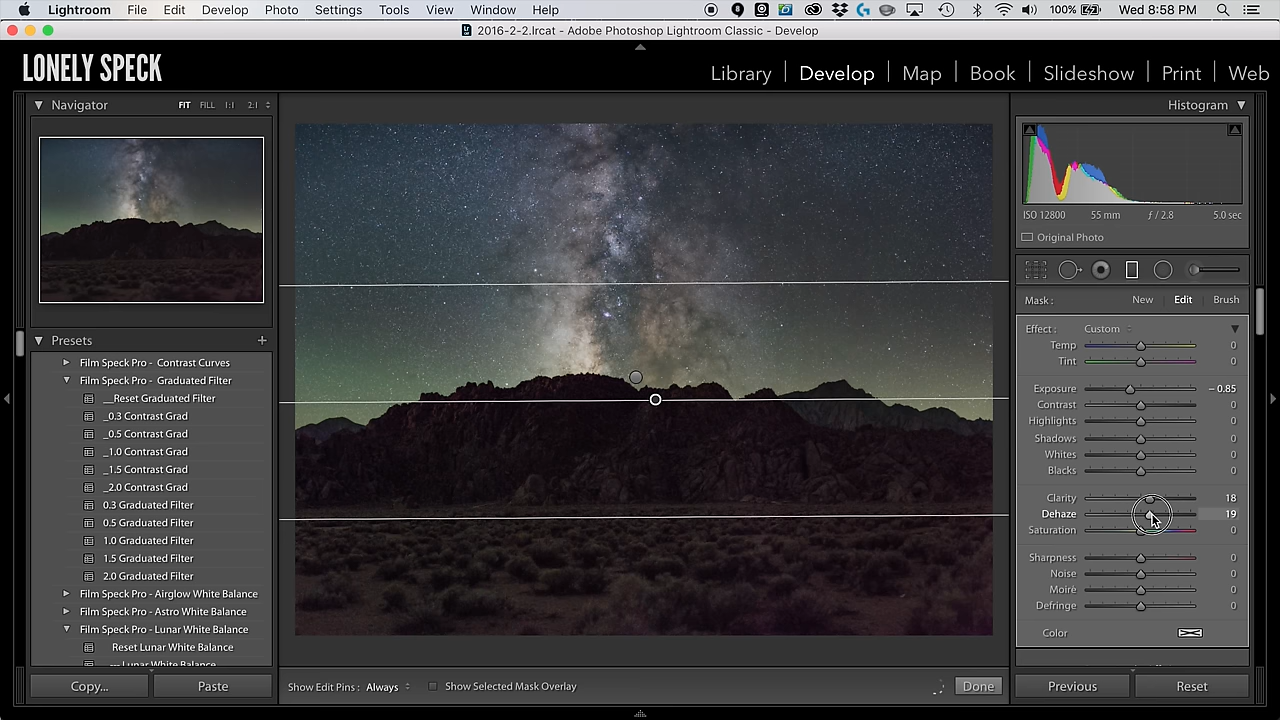 Lightroom File Edit Develop Photo Settings Tools View Window Help 100% Wed 8:58 PM
2016-2-2.lrcat - Adobe Photoshop Lightroom Classic - Develop
LONELY SPECK
Library | Develop | Map | Book | Slideshow | Print | Web
Navigator FIT FILL 1:1 2:1
Presets +
Film Speck Pro - Contrast Curves
Film Speck Pro - Graduated Filter
__Reset Graduated Filter
_0.3 Contrast Grad
_0.5 Contrast Grad
_1.0 Contrast Grad
_1.5 Contrast Grad
_2.0 Contrast Grad
0.3 Graduated Filter
0.5 Graduated Filter
1.0 Graduated Filter
1.5 Graduated Filter
2.0 Graduated Filter
Film Speck Pro - Airglow White Balance
Film Speck Pro - Astro White Balance
Film Speck Pro - Lunar White Balance
Reset Lunar White Balance
Lunar White Balance
Copy... Paste
Show Edit Pins : Always Show Selected Mask Overlay Done
Histogram
ISO 12800 55 mm ƒ / 2.8 5.0 sec
Original Photo
Mask : New Edit Brush
Effect : Custom
Temp 0
Tint 0
Exposure – 0.85
Contrast 0
Highlights 0
Shadows 0
Whites 0
Blacks 0
Clarity 18
Dehaze 19
Saturation 0
Sharpness 0
Noise 0
Moiré 0
Defringe 0
Color
Previous Reset